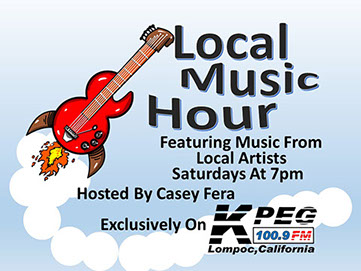 Local
Music
Hour
Featuring Music From
Local Artists
Saturdays At 7pm
Hosted By Casey Fera
Exclusively On
KPEG
100.9 FM
Lompoc,California